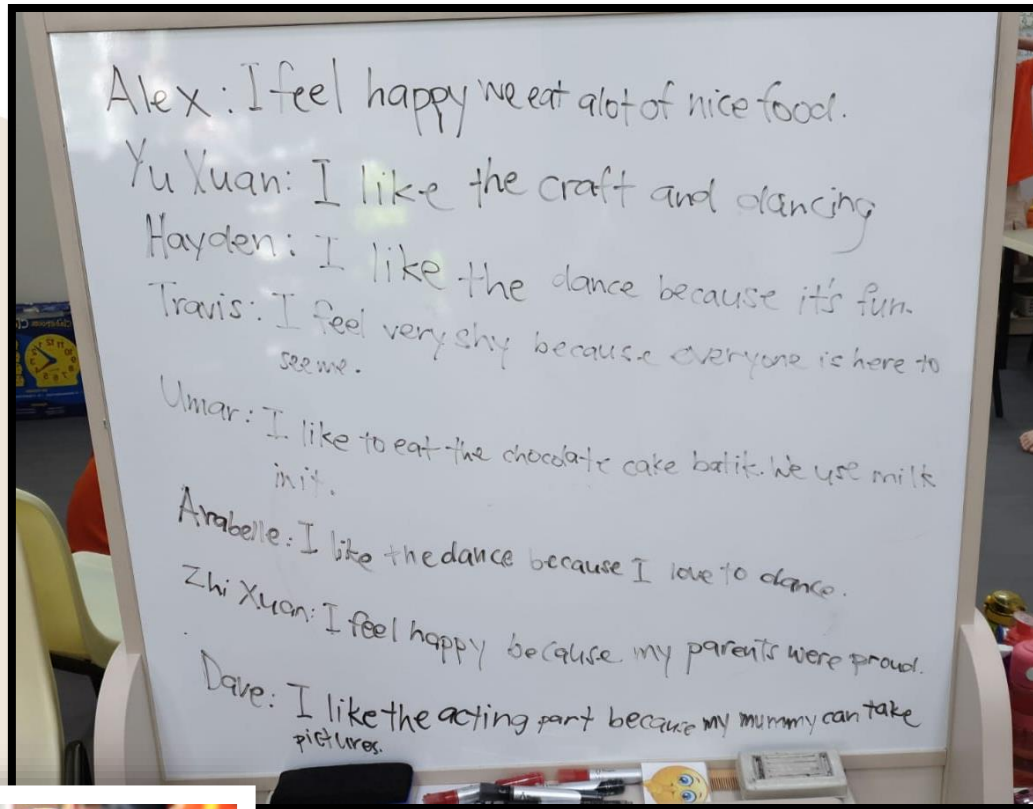 Alex: I feel happy we eat alot of nice food.
Yu Xuan: I like the craft and dancing
Hayden: I like the dance because it's fun.
Travis: I feel very shy because everyone is here to
see me.
Umar: I like to eat the chocolate cake batik. We use milk
init.
Arabelle: I like the dance because I love to dance.
Zhi Xuan: I feel happy because my parents were proud.
Dave: I like the acting part because my mummy can take
pictures.